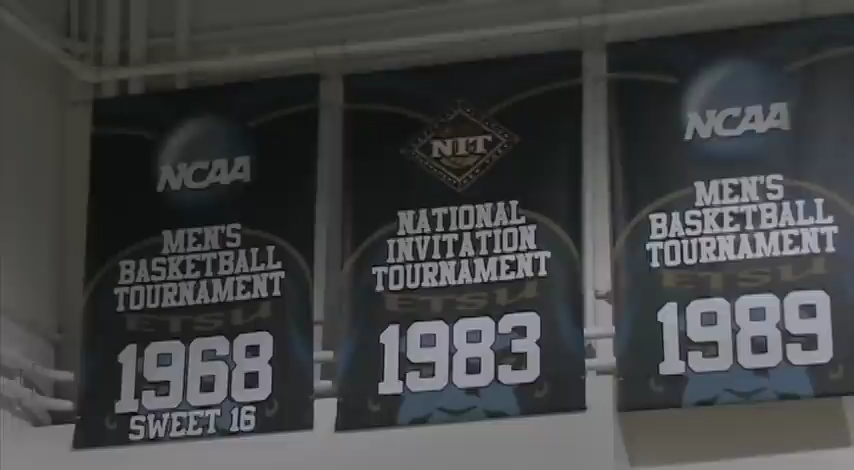 NCAA
MEN'S
BASKETBALL
TOURNAMENT
ETSU
1968
SWEET 16
NIT
NATIONAL
INVITATION
TOURNAMENT
ETSU
1983
NCAA
MEN'S
BASKETBALL
TOURNAMENT
ETSU
1989